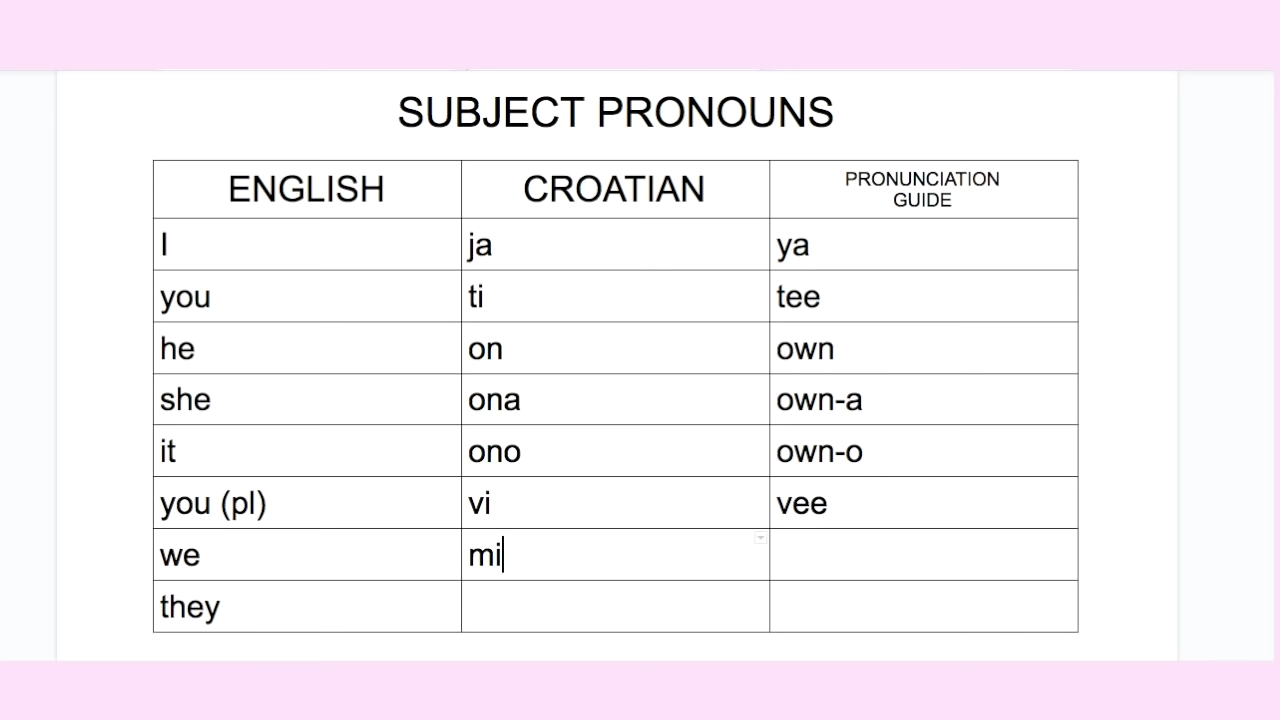 SUBJECT PRONOUNS
ENGLISH CROATIAN PRONUNCIATION GUIDE
I ja ya
you ti tee
he on own
she ona own-a
it ono own-o
you (pl) vi vee
we mi
they